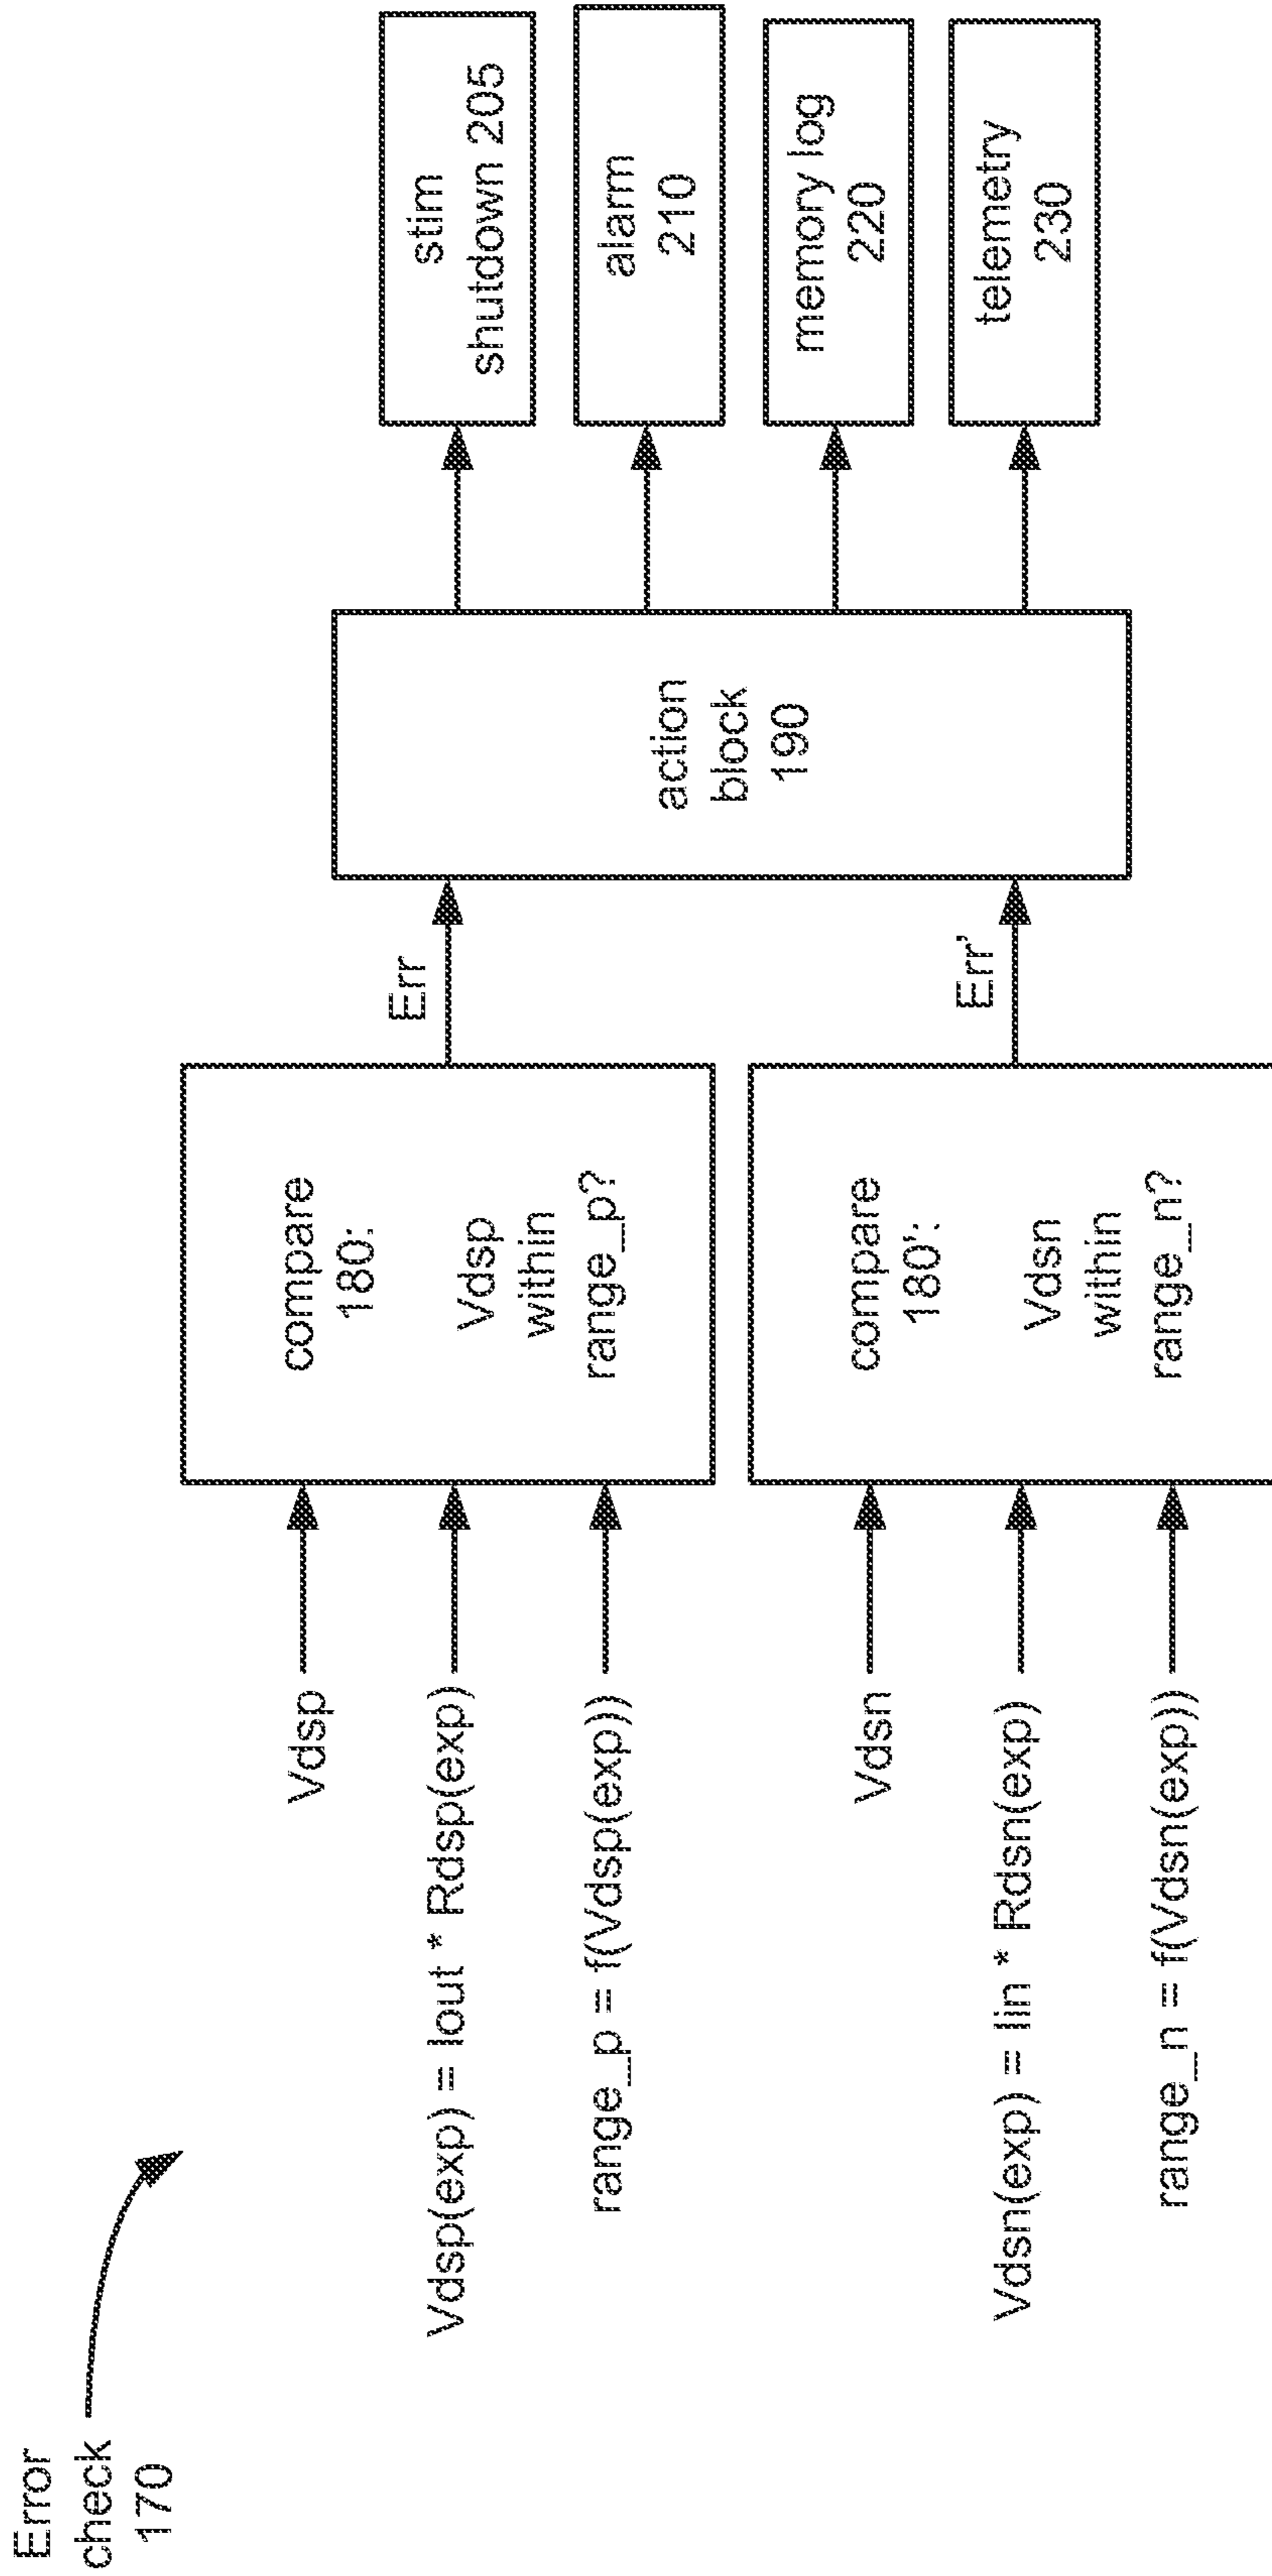 Error
check
170
Vdsp
Vdsp(exp) = Iout * Rdsp(exp)
range_p = f(Vdsp(exp))
compare
180:
Vdsp
within
range_p?
Err
Vdsn
Vdsn(exp) = Iin * Rdsn(exp)
range_n = f(Vdsn(exp))
compare
180':
Vdsn
within
range_n?
Err'
action
block
190
stim
shutdown 205
alarm
210
memory log
220
telemetry
230